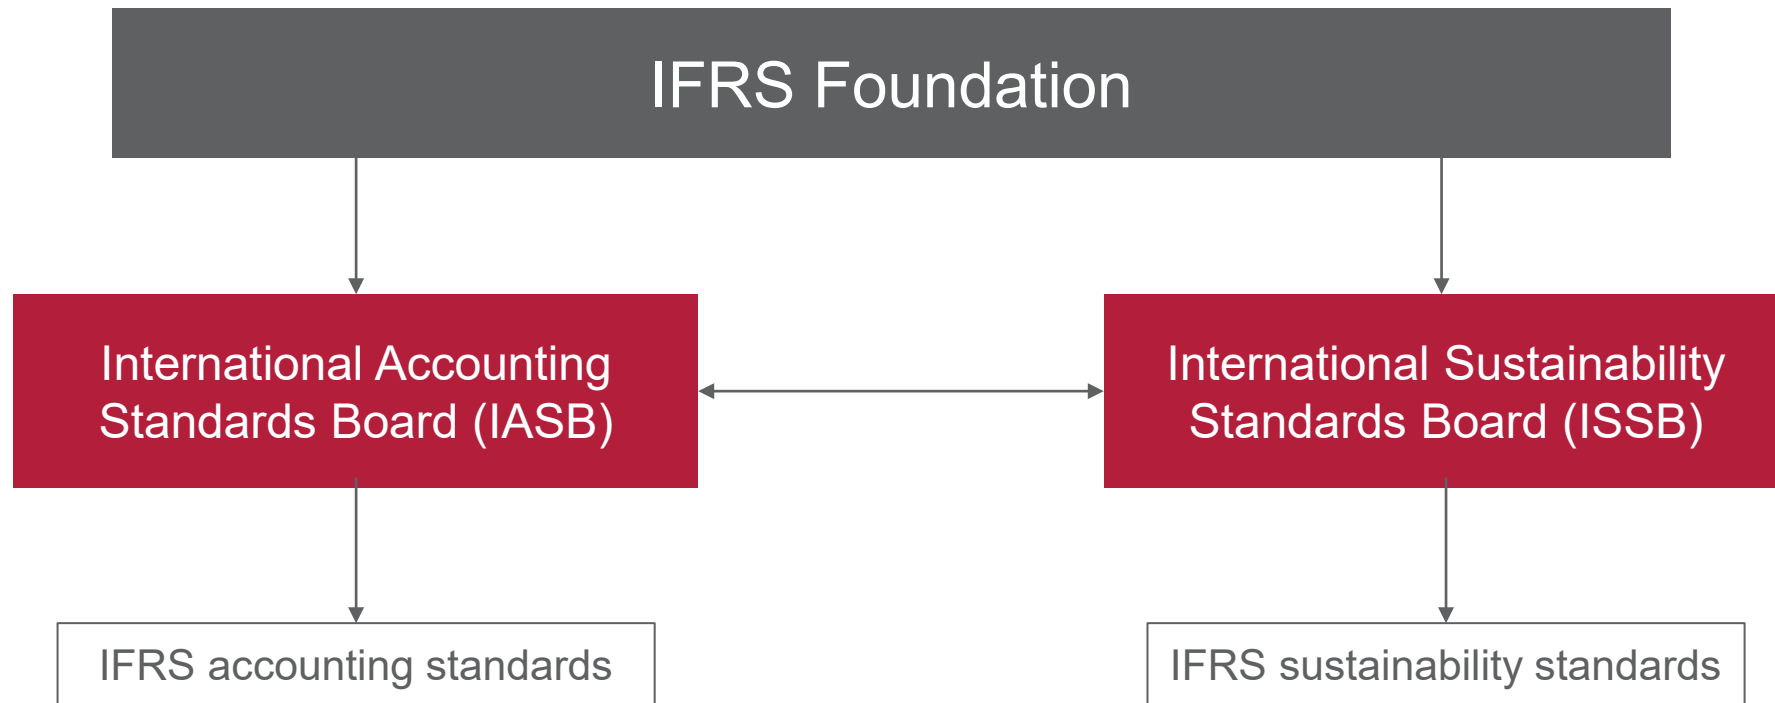 IFRS Foundation
International Accounting
Standards Board (IASB)
International Sustainability
Standards Board (ISSB)
IFRS accounting standards
IFRS sustainability standards